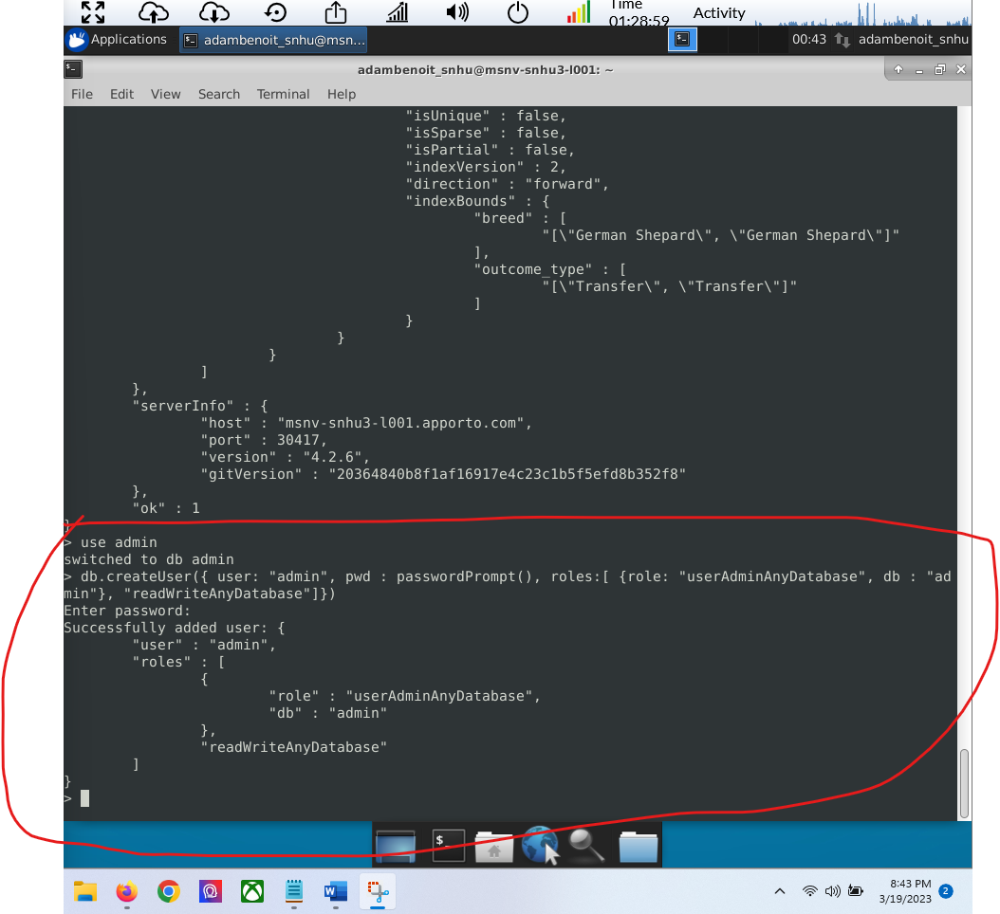 Time
01:28:59 Activity
Applications adambenoit_snhu@msn... 00:43 adambenoit_snhu
adambenoit_snhu@msnv-snhu3-l001: ~
File Edit View Search Terminal Help
"isUnique" : false,
"isSparse" : false,
"isPartial" : false,
"indexVersion" : 2,
"direction" : "forward",
"indexBounds" : {
"breed" : [
"[\"German Shepard\", \"German Shepard\"]"
],
"outcome_type" : [
"[\"Transfer\", \"Transfer\"]"
]
}
}
}
]
},
"serverInfo" : {
"host" : "msnv-snhu3-l001.apporto.com",
"port" : 30417,
"version" : "4.2.6",
"gitVersion" : "20364840b8f1af16917e4c23c1b5f5efd8b352f8"
},
"ok" : 1
}
> use admin
switched to db admin
> db.createUser({ user: "admin", pwd : passwordPrompt(), roles:[ {role: "userAdminAnyDatabase", db : "ad
min"}, "readWriteAnyDatabase"]})
Enter password:
Successfully added user: {
"user" : "admin",
"roles" : [
{
"role" : "userAdminAnyDatabase",
"db" : "admin"
},
"readWriteAnyDatabase"
]
}
>
$_
8:43 PM
3/19/2023 2